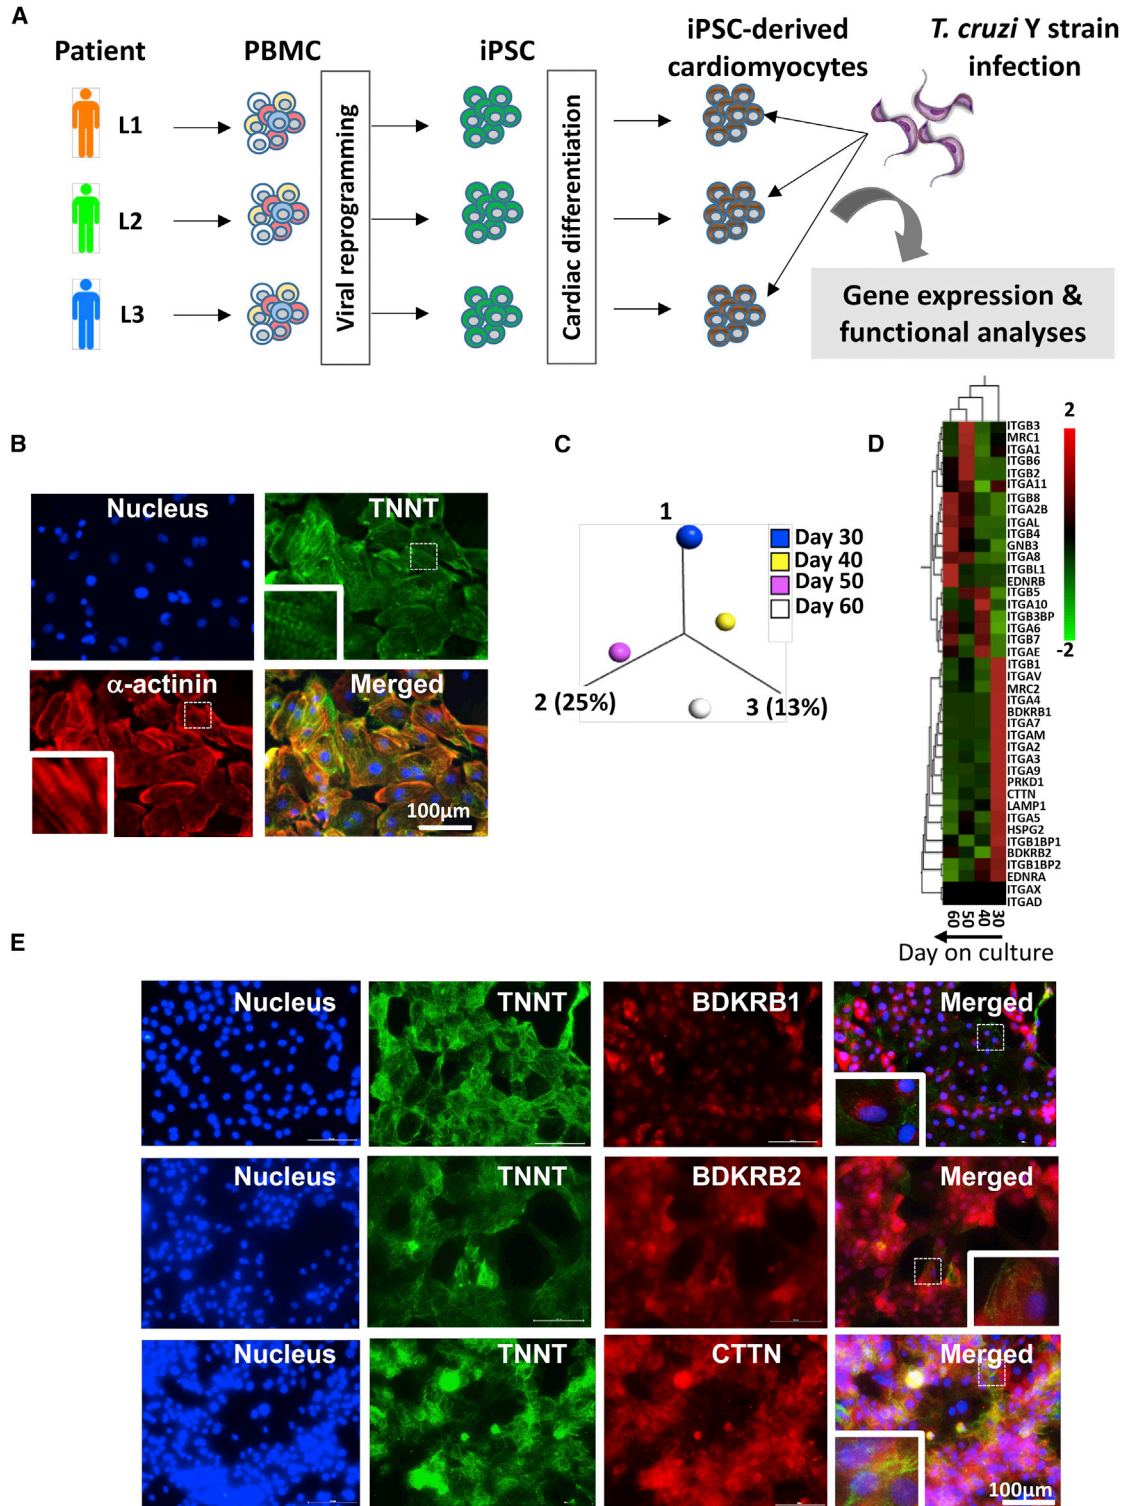 A
Patient
PBMC
iPSC
iPSC-derived
cardiomyocytes
T. cruzi Y strain
infection
L1
L2
L3
Viral reprogramming
Cardiac differentiation
Gene expression &
functional analyses
B
Nucleus
TNNT
α-actinin
Merged
100μm
C
1
2 (25%)
3 (13%)
Day 30
Day 40
Day 50
Day 60
D
2
-2
ITGB3
MRC1
ITGA1
ITGB6
ITGB2
ITGA11
ITGB8
ITGA2B
ITGAL
ITGB4
GNB3
ITGA8
ITGBL1
EDNRB
ITGB5
ITGA10
ITGB3BP
ITGA6
ITGB7
ITGAE
ITGB1
ITGAV
MRC2
ITGA4
BDKRB1
ITGA7
ITGAM
ITGA2
ITGA3
ITGA9
PRKD1
CTTN
LAMP1
ITGA5
HSPG2
ITGB1BP1
BDKRB2
ITGB1BP2
EDNRA
ITGAX
ITGAD
60 50 40 30
Day on culture
E
Nucleus
TNNT
BDKRB1
Merged
Nucleus
TNNT
BDKRB2
Merged
Nucleus
TNNT
CTTN
Merged
100μm